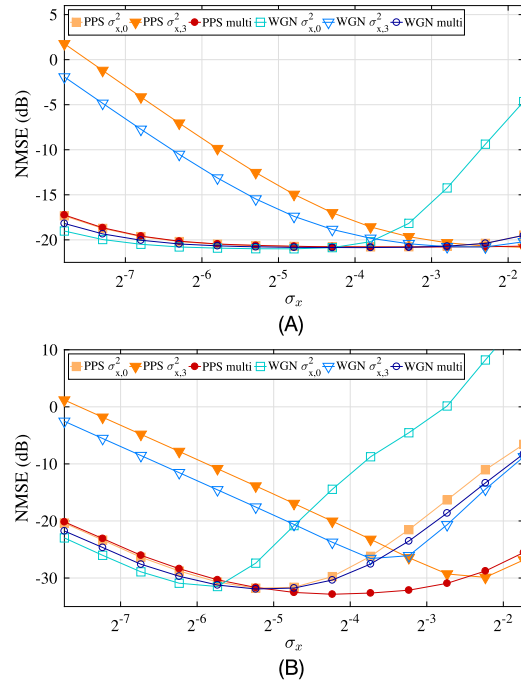 5
PPS σ²x,0 PPS σ²x,3 PPS multi WGN σ²x,0 WGN σ²x,3 WGN multi
0
−5
−10
−15
−20
NMSE (dB)
2⁻⁷ 2⁻⁶ 2⁻⁵ 2⁻⁴ 2⁻³ 2⁻²
σx
(A)
10
PPS σ²x,0 PPS σ²x,3 PPS multi WGN σ²x,0 WGN σ²x,3 WGN multi
0
−10
−20
−30
NMSE (dB)
2⁻⁷ 2⁻⁶ 2⁻⁵ 2⁻⁴ 2⁻³ 2⁻²
σx
(B)